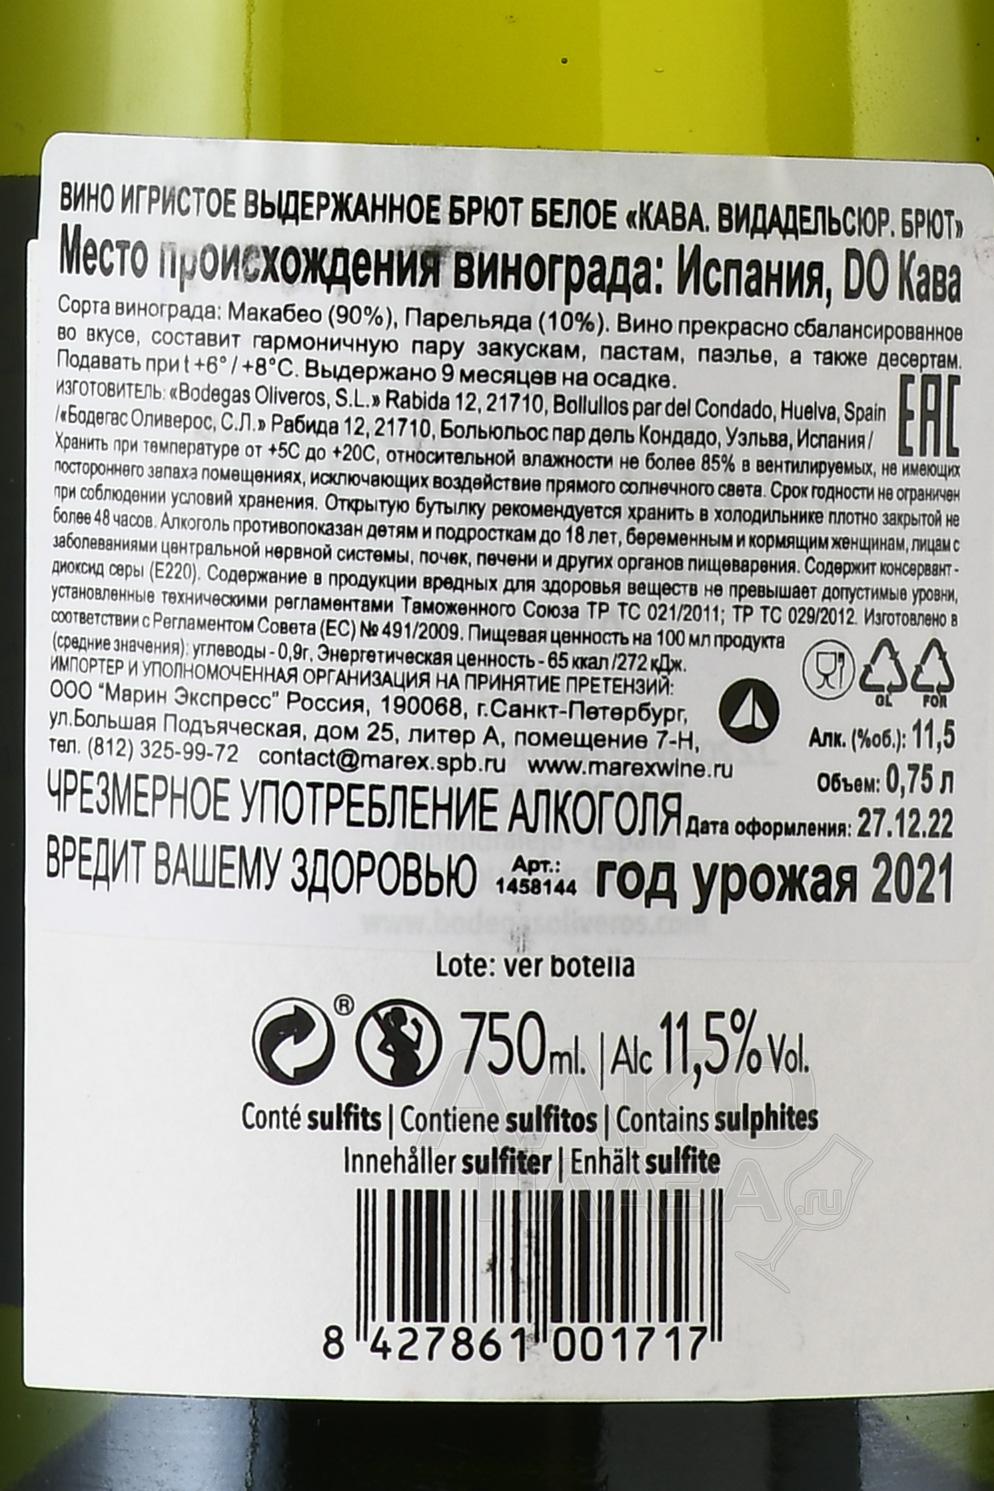 ВИНО ИГРИСТОЕ ВЫДЕРЖАННОЕ БРЮТ БЕЛОЕ «КАВА. ВИДАДЕЛЬСЮР. БРЮТ»
Место происхождения винограда: Испания, DO Кава
Сорта винограда: Макабео (90%), Парельяда (10%). Вино прекрасно сбалансированное
во вкусе, составит гармоничную пару закускам, пастам, паэлье, а также десертам.
Подавать при t +6° / +8°С. Выдержано 9 месяцев на осадке.
ИЗГОТОВИТЕЛЬ: «Bodegas Oliveros, S.L.» Rabida 12, 21710, Bollullos par del Condado, Huelva, Spain
/«Бодегас Оливерос, С.Л.» Рабида 12, 21710, Больюльос пар дель Кондадо, Уэльва, Испания /
EAC
Хранить при температуре от +5С до +20С, относительной влажности не более 85% в вентилируемых, не имеющих
постороннего запаха помещениях, исключающих воздействие прямого солнечного света. Срок годности не ограничен
при соблюдении условий хранения. Открытую бутылку рекомендуется хранить в холодильнике плотно закрытой не
более 48 часов. Алкоголь противопоказан детям и подросткам до 18 лет, беременным и кормящим женщинам, лицам с
заболеваниями центральной нервной системы, почек, печени и других органов пищеварения. Содержит консервант -
диоксид серы (Е220). Содержание в продукции вредных для здоровья веществ не превышает допустимые уровни,
установленные техническими регламентами Таможенного Союза ТР ТС 021/2011; ТР ТС 029/2012. Изготовлено в
соответствии с Регламентом Совета (ЕС) № 491/2009. Пищевая ценность на 100 мл продукта
(средние значения): углеводы - 0,9г, Энергетическая ценность - 65 ккал /272 кДж.
ИМПОРТЕР И УПОЛНОМОЧЕННАЯ ОРГАНИЗАЦИЯ НА ПРИНЯТИЕ ПРЕТЕНЗИЙ:
ООО "Марин Экспресс" Россия, 190068, г.Санкт-Петербург,
ул.Большая Подъяческая, дом 25, литер А, помещение 7-Н,
тел. (812) 325-99-72 contact@marex.spb.ru www.marexwine.ru
GL FOR
Алк. (%об.): 11,5
Объем: 0,75 л
ЧРЕЗМЕРНОЕ УПОТРЕБЛЕНИЕ АЛКОГОЛЯ Дата оформления: 27.12.22
ВРЕДИТ ВАШЕМУ ЗДОРОВЬЮ Арт.: 1458144 год урожая 2021
www.bodegasoliveros.com
Lote: ver botella
® 750 ml. | Alc 11,5% Vol.
Conté sulfits | Contiene sulfitos | Contains sulphites
Innehåller sulfiter | Enhält sulfite
АЛКО
ПЛАВА .ru
8 427861 001717